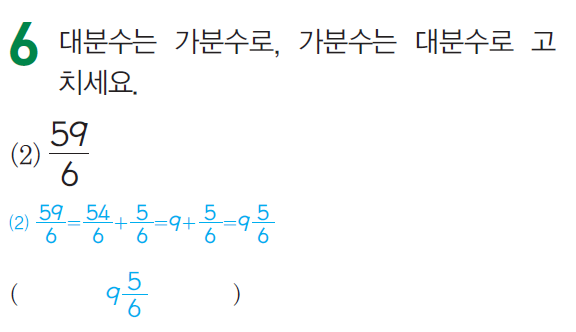 6 대분수는 가분수로, 가분수는 대분수로 고
치세요.
(2) 59/6
(2) 59/6=54/6+5/6=9+5/6=9 5/6
( 9 5/6 )